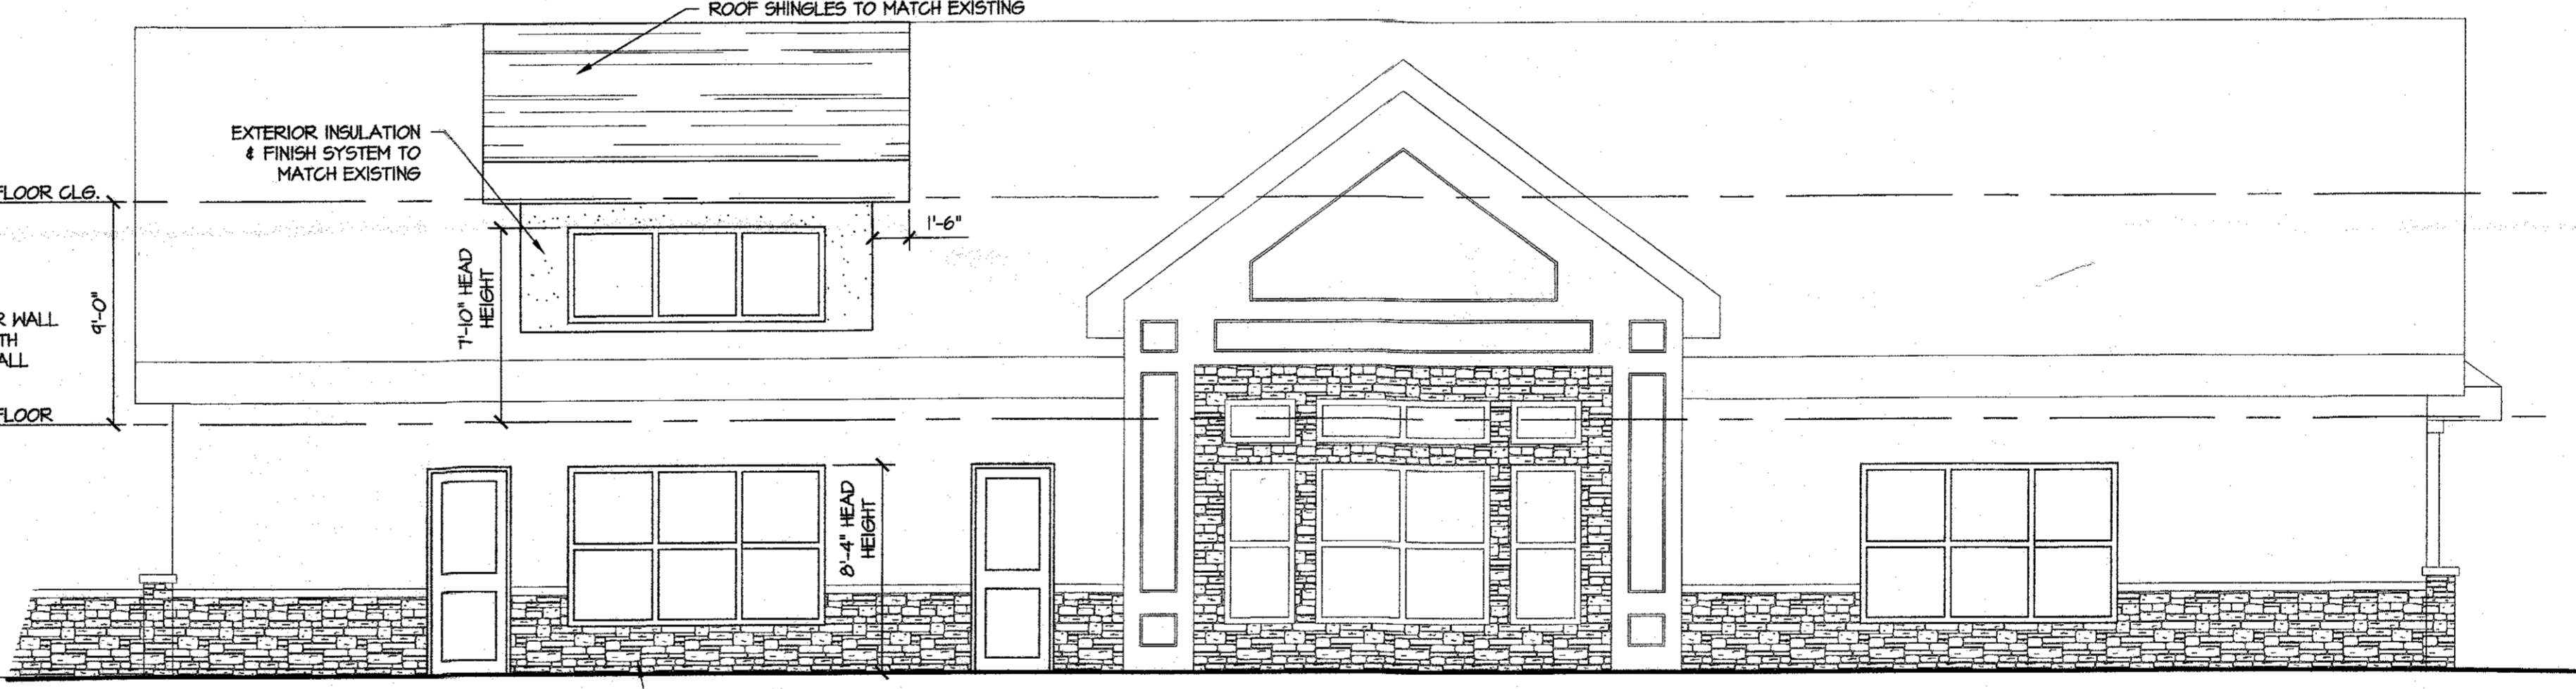 ROOF SHINGLES TO MATCH EXISTING
EXTERIOR INSULATION
& FINISH SYSTEM TO
MATCH EXISTING
FLOOR CLG.
1'-6"
7'-10" HEAD
HEIGHT
9'-0"
WALL
ALL
FLOOR
8'-4" HEAD
HEIGHT